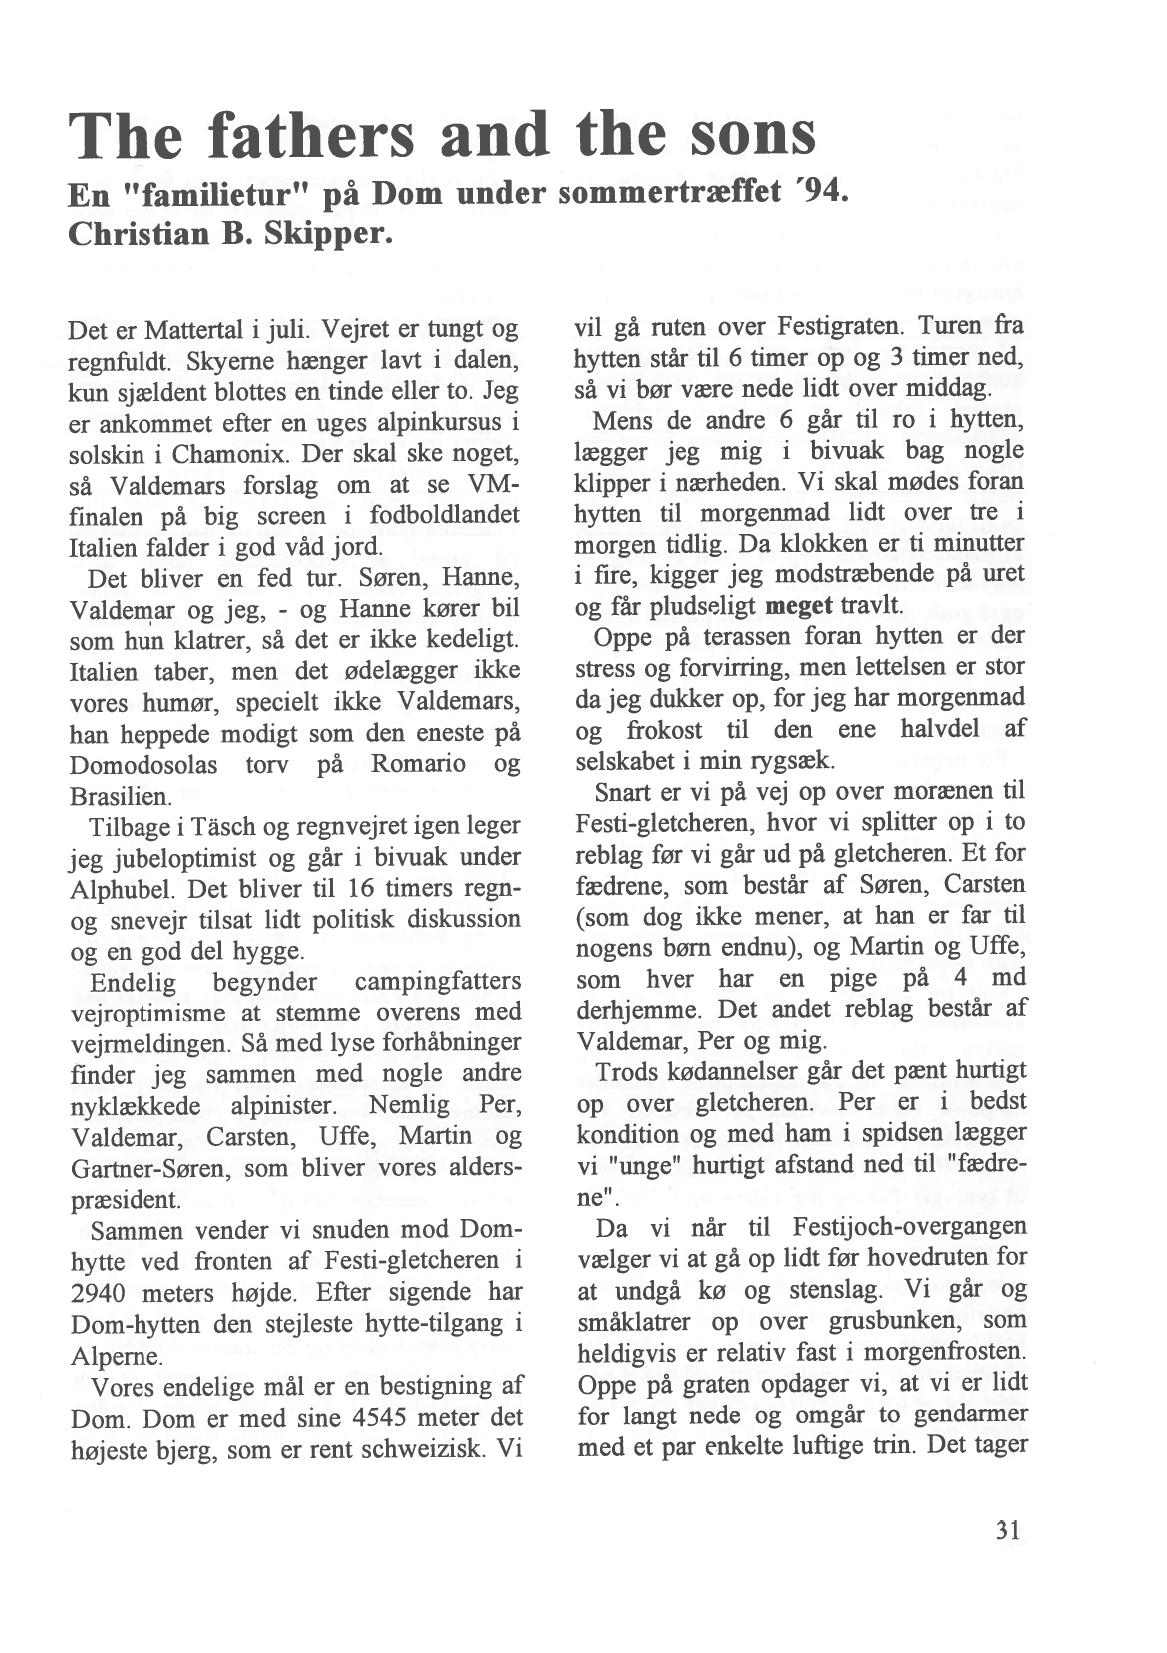 The fathers and the sons
En "familietur" på Dom under sommertræffet ´94.
Christian B. Skipper.
Det er Mattertal i juli. Vejret er tungt og
regnfuldt. Skyerne hænger lavt i dalen,
kun sjældent blottes en tinde eller to. Jeg
er ankommet efter en uges alpinkursus i
solskin i Chamonix. Der skal ske noget,
så Valdemars forslag om at se VM-
finalen på big screen i fodboldlandet
Italien falder i god våd jord.
Det bliver en fed tur. Søren, Hanne,
Valdemar og jeg, - og Hanne kører bil
som hun klatrer, så det er ikke kedeligt.
Italien taber, men det ødelægger ikke
vores humør, specielt ikke Valdemars,
han heppede modigt som den eneste på
Domodosolas torv på Romario og
Brasilien.
Tilbage i Täsch og regnvejret igen leger
jeg jubeloptimist og går i bivuak under
Alphubel. Det bliver til 16 timers regn-
og snevejr tilsat lidt politisk diskussion
og en god del hygge.
Endelig begynder campingfatters
vejroptimisme at stemme overens med
vejrmeldingen. Så med lyse forhåbninger
finder jeg sammen med nogle andre
nyklækkede alpinister. Nemlig Per,
Valdemar, Carsten, Uffe, Martin og
Gartner-Søren, som bliver vores alders-
præsident.
Sammen vender vi snuden mod Dom-
hytte ved fronten af Festi-gletcheren i
2940 meters højde. Efter sigende har
Dom-hytten den stejleste hytte-tilgang i
Alperne.
Vores endelige mål er en bestigning af
Dom. Dom er med sine 4545 meter det
højeste bjerg, som er rent schweizisk. Vi
vil gå ruten over Festigraten. Turen fra
hytten står til 6 timer op og 3 timer ned,
så vi bør være nede lidt over middag.
Mens de andre 6 går til ro i hytten,
lægger jeg mig i bivuak bag nogle
klipper i nærheden. Vi skal mødes foran
hytten til morgenmad lidt over tre i
morgen tidlig. Da klokken er ti minutter
i fire, kigger jeg modstræbende på uret
og får pludseligt meget travlt.
Oppe på terassen foran hytten er der
stress og forvirring, men lettelsen er stor
da jeg dukker op, for jeg har morgenmad
og frokost til den ene halvdel af
selskabet i min rygsæk.
Snart er vi på vej op over morænen til
Festi-gletcheren, hvor vi splitter op i to
reblag før vi går ud på gletcheren. Et for
fædrene, som består af Søren, Carsten
(som dog ikke mener, at han er far til
nogens børn endnu), og Martin og Uffe,
som hver har en pige på 4 md
derhjemme. Det andet reblag består af
Valdemar, Per og mig.
Trods kødannelser går det pænt hurtigt
op over gletcheren. Per er i bedst
kondition og med ham i spidsen lægger
vi "unge" hurtigt afstand ned til "fædre-
ne".
Da vi når til Festijoch-overgangen
vælger vi at gå op lidt før hovedruten for
at undgå kø og stenslag. Vi går og
småklatrer op over grusbunken, som
heldigvis er relativ fast i morgenfrosten.
Oppe på graten opdager vi, at vi er lidt
for langt nede og omgår to gendarmer
med et par enkelte luftige trin. Det tager
31